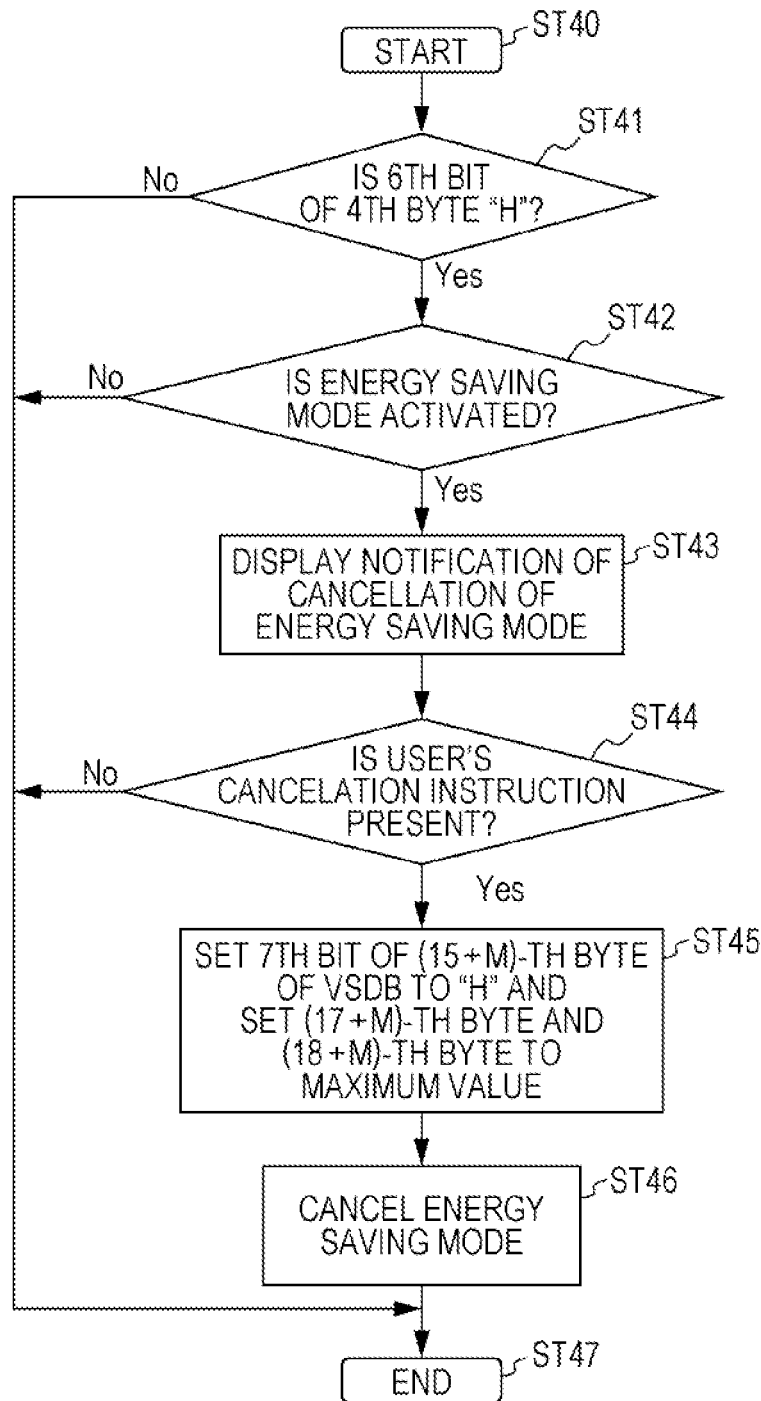 ST40
START
ST41
No
IS 6TH BIT
OF 4TH BYTE "H"?
Yes
ST42
No
IS ENERGY SAVING
MODE ACTIVATED?
Yes
ST43
DISPLAY NOTIFICATION OF
CANCELLATION OF
ENERGY SAVING MODE
ST44
IS USER'S
No
CANCELATION INSTRUCTION
PRESENT?
Yes
ST45
SET 7TH BIT OF (15+M)-TH BYTE
OF VSDB TO "H" AND
SET (17+M)-TH BYTE AND
(18+M)-TH BYTE TO
MAXIMUM VALUE
ST46
CANCEL ENERGY
SAVING MODE
ST47
END